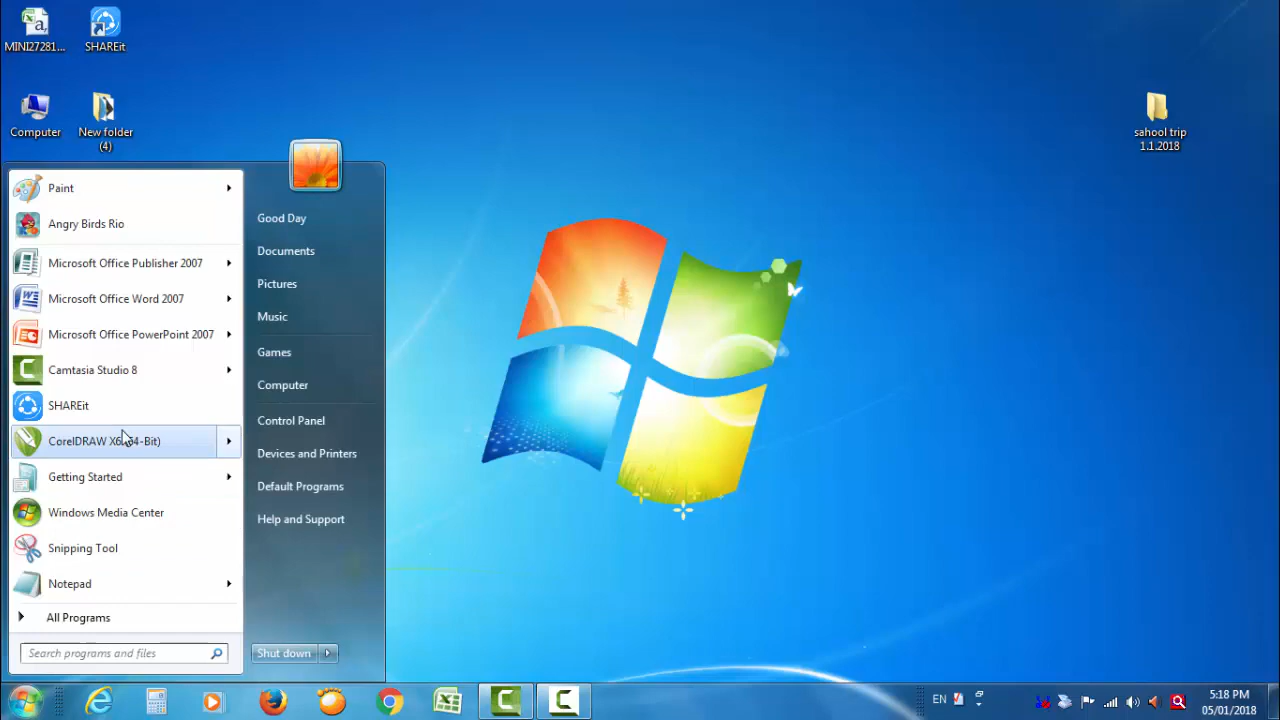 MINI27281...
SHAREit
Computer
New folder
(4)
sahool trip
1.1.2018
Paint
Angry Birds Rio
Microsoft Office Publisher 2007
Microsoft Office Word 2007
Microsoft Office PowerPoint 2007
Camtasia Studio 8
SHAREit
CorelDRAW X6 (64-Bit)
Getting Started
Windows Media Center
Snipping Tool
Notepad
All Programs
Search programs and files
Good Day
Documents
Pictures
Music
Games
Computer
Control Panel
Devices and Printers
Default Programs
Help and Support
Shut down
EN
5:18 PM
05/01/2018